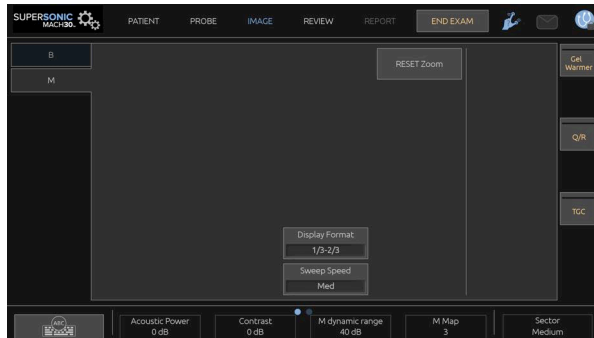 SUPERSONIC
MACH30.
PATIENT
PROBE
IMAGE
REVIEW
REPORT
END EXAM
B
M
RESET Zoom
Gel
Warmer
Q/R
TGC
Display Format
1/3-2/3
Sweep Speed
Med
ABC
Acoustic Power
0 dB
Contrast
0 dB
M dynamic range
40 dB
M Map
3
Sector
Medium